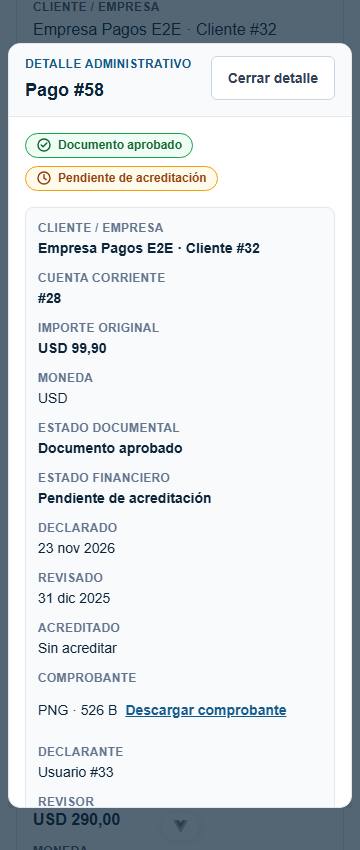 CLIENTE / EMPRESA
Empresa Pagos E2E · Cliente #32
DETALLE ADMINISTRATIVO
Pago #58
Cerrar detalle
Documento aprobado
Pendiente de acreditación
CLIENTE / EMPRESA
Empresa Pagos E2E · Cliente #32
CUENTA CORRIENTE
#28
IMPORTE ORIGINAL
USD 99,90
MONEDA
USD
ESTADO DOCUMENTAL
Documento aprobado
ESTADO FINANCIERO
Pendiente de acreditación
DECLARADO
23 nov 2026
REVISADO
31 dic 2025
ACREDITADO
Sin acreditar
COMPROBANTE
PNG · 526 B Descargar comprobante
DECLARANTE
Usuario #33
REVISOR
USD 290,00
MONEDA